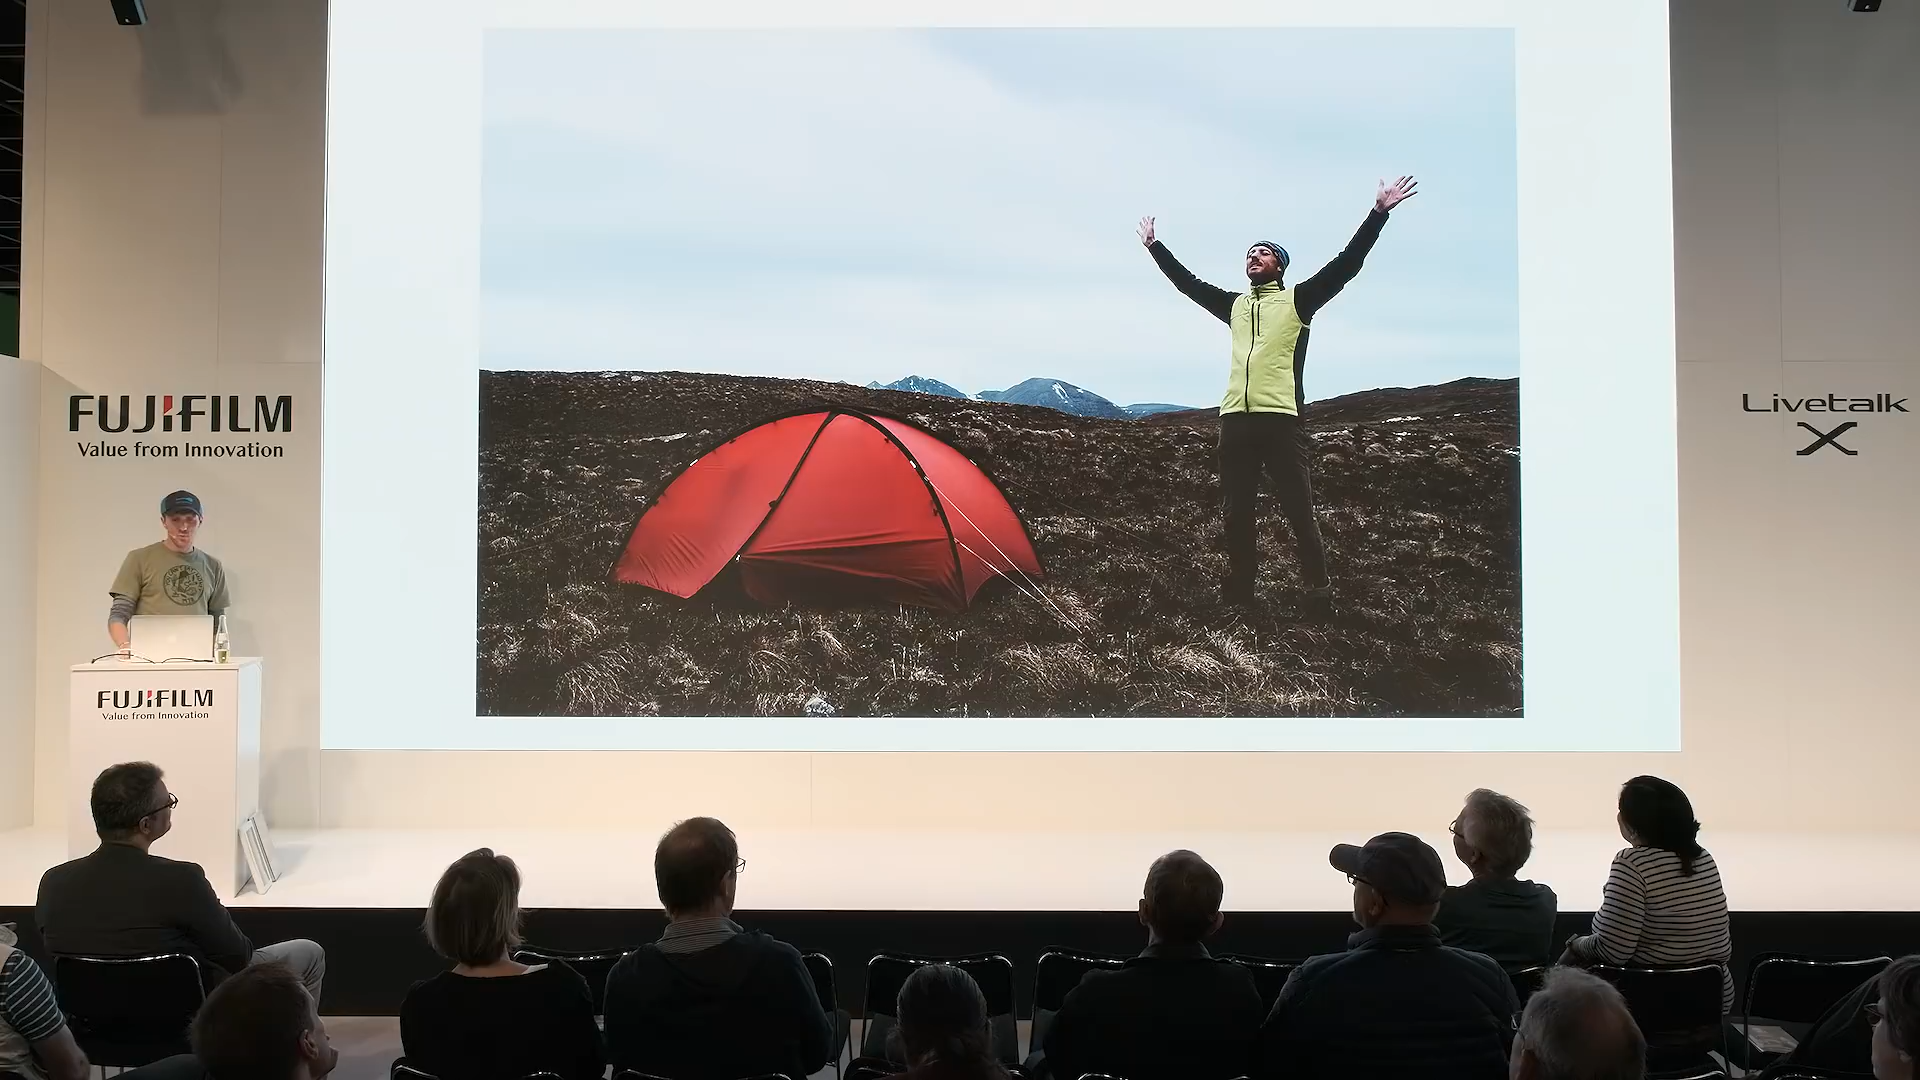 FUJIFILM
Value from Innovation
Livetalk
X
FUJIFILM
Value from Innovation